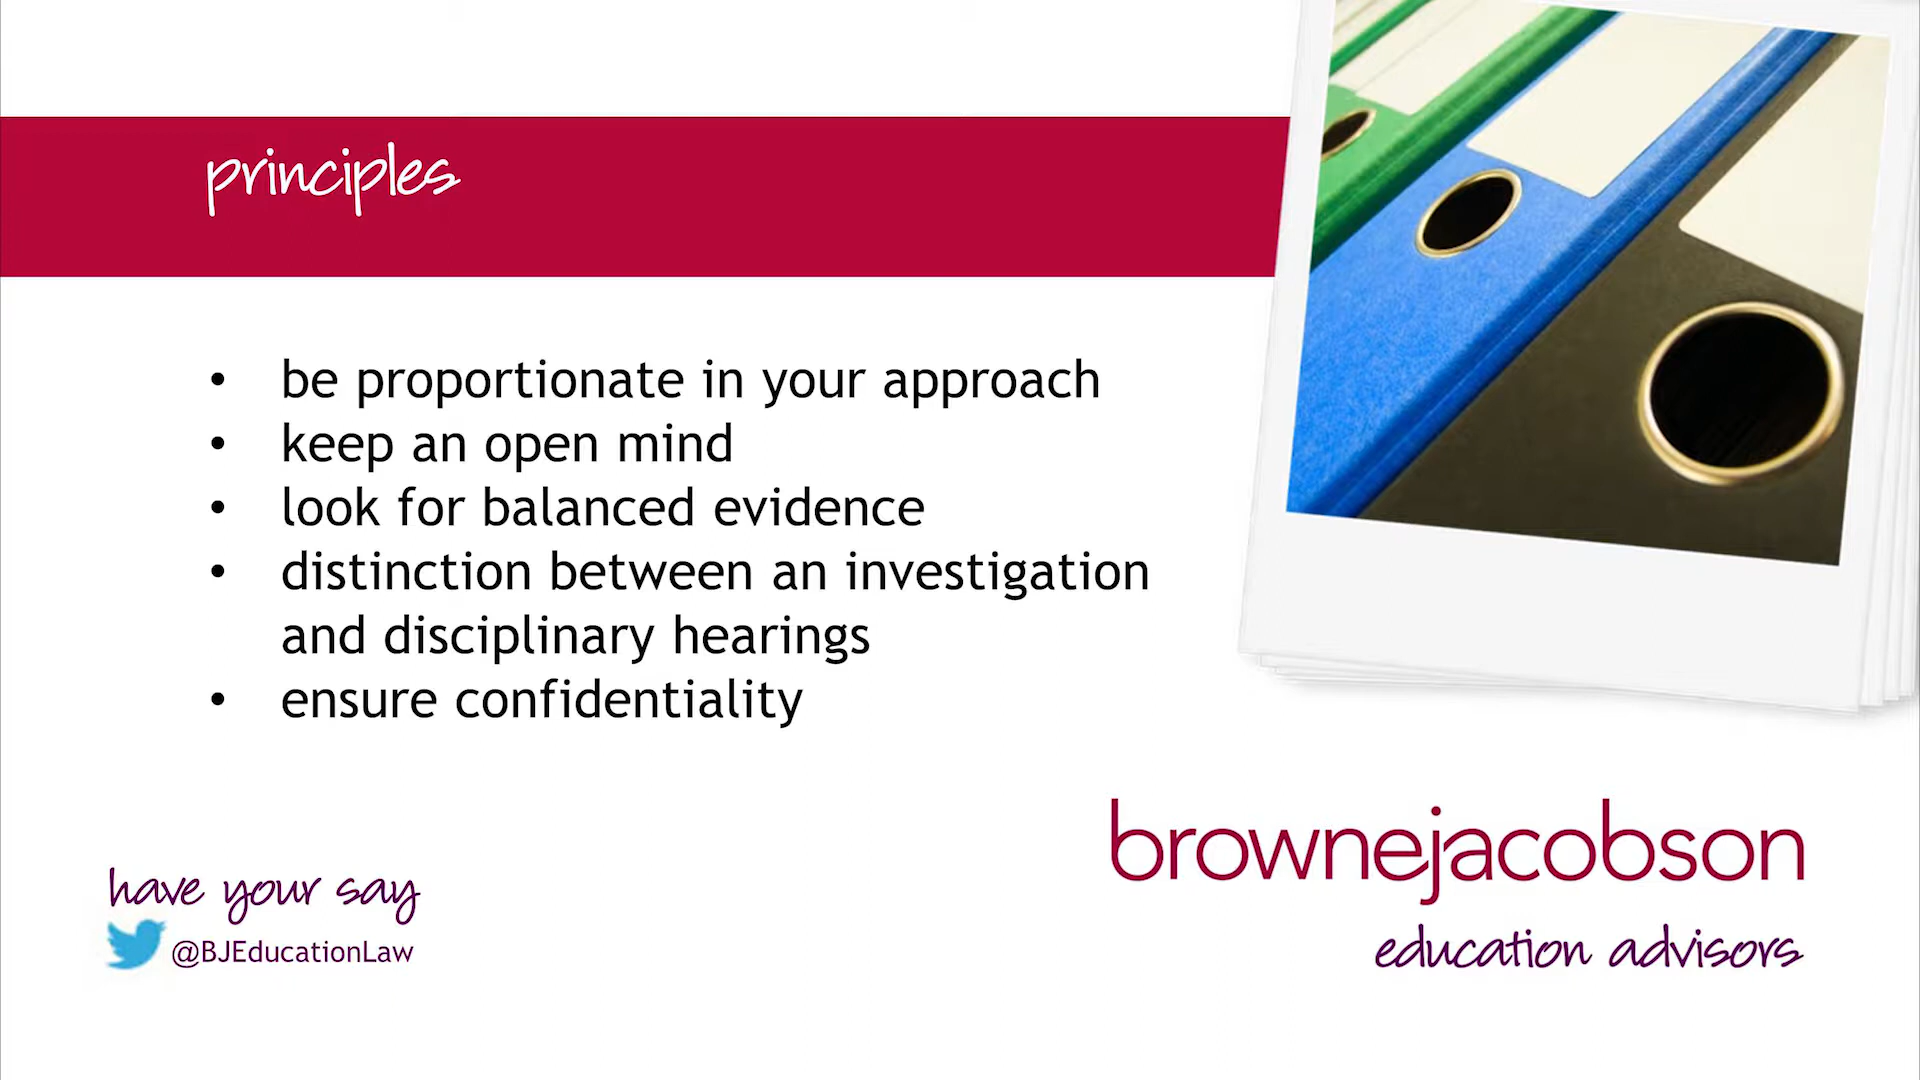 principles
• be proportionate in your approach
• keep an open mind
• look for balanced evidence
• distinction between an investigation
and disciplinary hearings
• ensure confidentiality
have your say
@BJEducationLaw
brownejacobson
education advisors